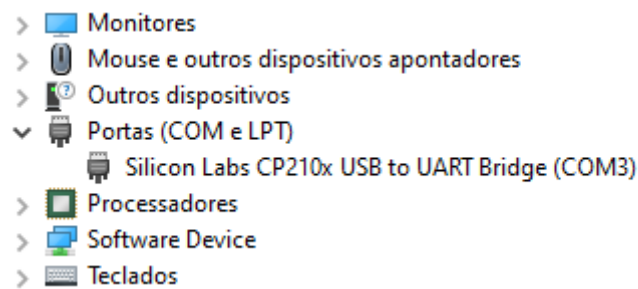 Monitores
Mouse e outros dispositivos apontadores
Outros dispositivos
Portas (COM e LPT)
Silicon Labs CP210x USB to UART Bridge (COM3)
Processadores
Software Device
Teclados